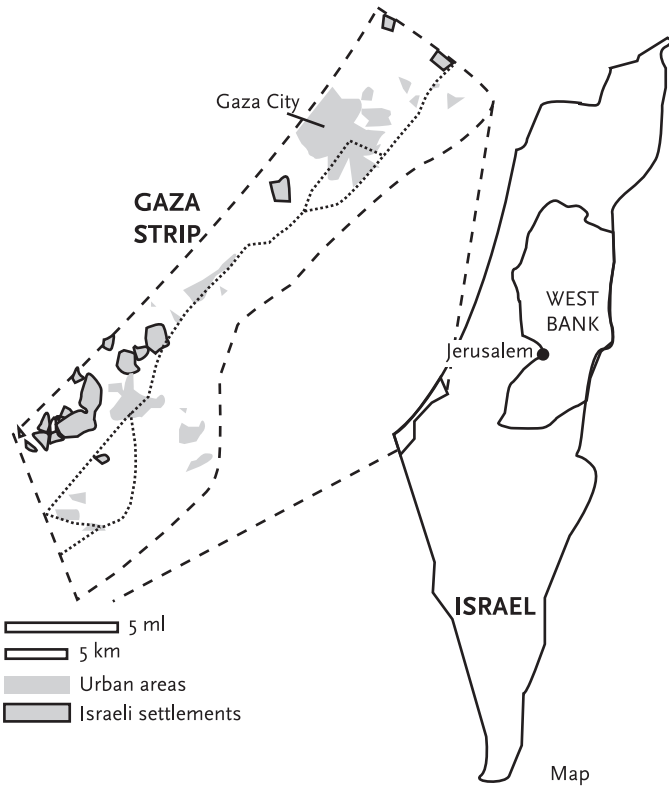 Gaza City
GAZA
STRIP
WEST
BANK
Jerusalem
ISRAEL
5 ml
5 km
Urban areas
Israeli settlements
Map